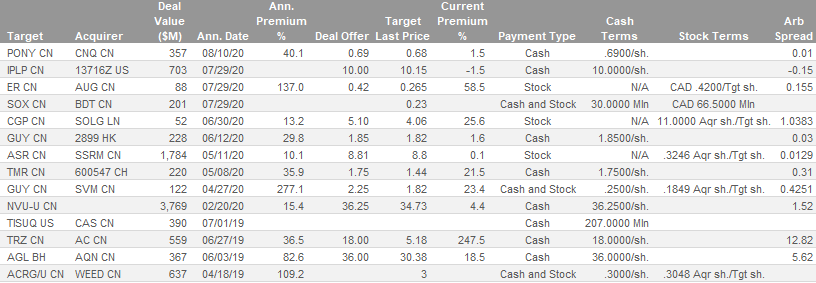 Target Acquirer Deal Value ($M) Ann. Date Ann. Premium % Deal Offer Target Last Price Current Premium % Payment Type Cash Terms Stock Terms Arb Spread
PONY CN CNQ CN 357 08/10/20 40.1 0.69 0.68 1.5 Cash .6900/sh. 0.01
IPLP CN 13716Z US 703 07/29/20 10.00 10.15 -1.5 Cash 10.0000/sh. -0.15
ER CN AUG CN 88 07/29/20 137.0 0.42 0.265 58.5 Stock N/A CAD .4200/Tgt sh. 0.155
SOX CN BDT CN 201 07/29/20 0.23 Cash and Stock 30.0000 Mln CAD 66.5000 Mln
CGP CN SOLG LN 52 06/30/20 13.2 5.10 4.06 25.6 Stock N/A 11.0000 Aqr sh./Tgt sh. 1.0383
GUY CN 2899 HK 228 06/12/20 29.8 1.85 1.82 1.6 Cash 1.8500/sh. 0.03
ASR CN SSRM CN 1,784 05/11/20 10.1 8.81 8.8 0.1 Stock N/A .3246 Aqr sh./Tgt sh. 0.0129
TMR CN 600547 CH 220 05/08/20 35.9 1.75 1.44 21.5 Cash 1.7500/sh. 0.31
GUY CN SVM CN 122 04/27/20 277.1 2.25 1.82 23.4 Cash and Stock .2500/sh. .1849 Aqr sh./Tgt sh. 0.4251
NVU-U CN 3,769 02/20/20 15.4 36.25 34.73 4.4 Cash 36.2500/sh. 1.52
TISUQ US CAS CN 390 07/01/19 Cash 207.0000 Mln
TRZ CN AC CN 559 06/27/19 36.5 18.00 5.18 247.5 Cash 18.0000/sh. 12.82
AGL BH AQN CN 367 06/03/19 82.6 36.00 30.38 18.5 Cash 36.0000/sh. 5.62
ACRG/U CN WEED CN 637 04/18/19 109.2 3 Cash and Stock .3000/sh. .3048 Aqr sh./Tgt sh.